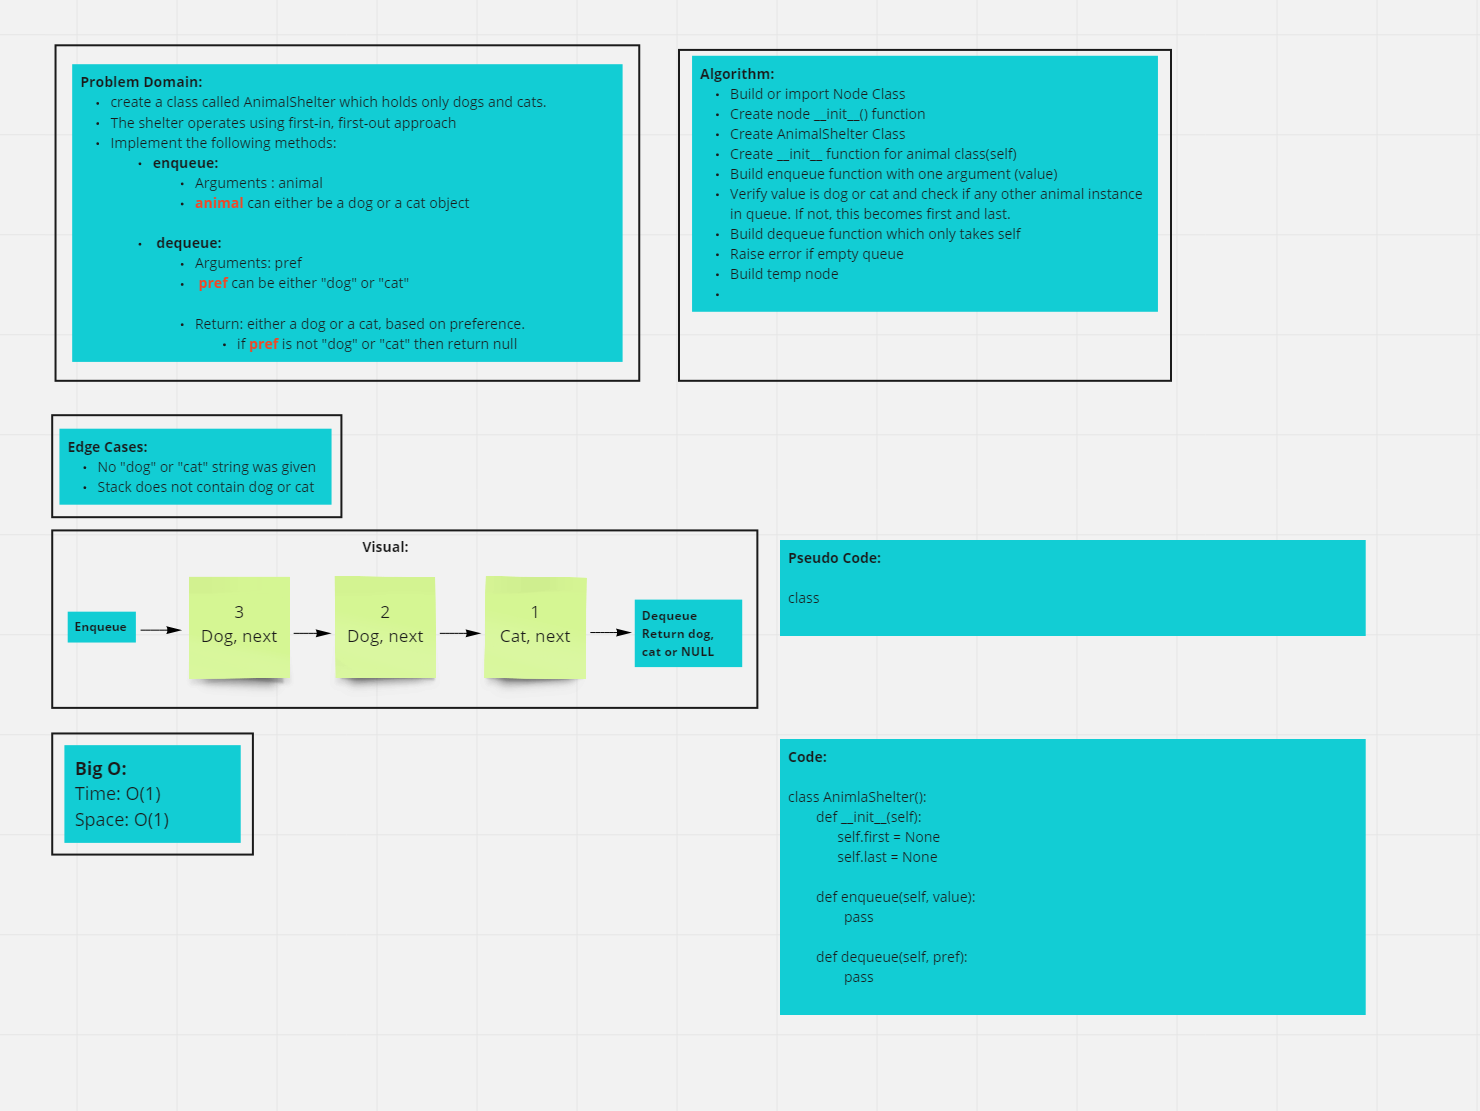 Problem Domain:
• create a class called AnimalShelter which holds only dogs and cats.
• The shelter operates using first-in, first-out approach
• Implement the following methods:
• enqueue:
• Arguments : animal
• animal can either be a dog or a cat object
• dequeue:
• Arguments: pref
• pref can be either "dog" or "cat"
• Return: either a dog or a cat, based on preference.
• if pref is not "dog" or "cat" then return null
Algorithm:
• Build or import Node Class
• Create node __init__() function
• Create AnimalShelter Class
• Create __init__ function for animal class(self)
• Build enqueue function with one argument (value)
• Verify value is dog or cat and check if any other animal instance
in queue. If not, this becomes first and last.
• Build dequeue function which only takes self
• Raise error if empty queue
• Build temp node
•
Edge Cases:
• No "dog" or "cat" string was given
• Stack does not contain dog or cat
Visual:
Enqueue
3
Dog, next
2
Dog, next
1
Cat, next
Dequeue
Return dog,
cat or NULL
Pseudo Code:
class
Big O:
Time: O(1)
Space: O(1)
Code:
class AnimlaShelter():
def __init__(self):
self.first = None
self.last = None
def enqueue(self, value):
pass
def dequeue(self, pref):
pass